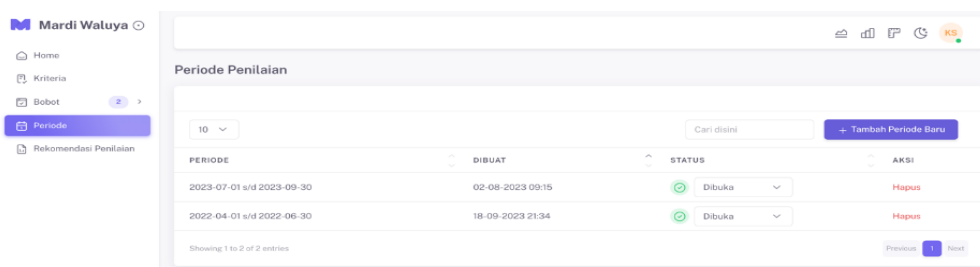 Mardi Waluya
KS
Home
Kriteria
Bobot 2
Periode
Rekomendasi Penilaian
Periode Penilaian
10 Cari disini + Tambah Periode Baru
PERIODE DIBUAT STATUS AKSI
2023-07-01 s/d 2023-09-30 02-08-2023 09:15 Dibuka Hapus
2022-04-01 s/d 2022-06-30 18-09-2023 21:34 Dibuka Hapus
Showing 1 to 2 of 2 entries Previous 1 Next